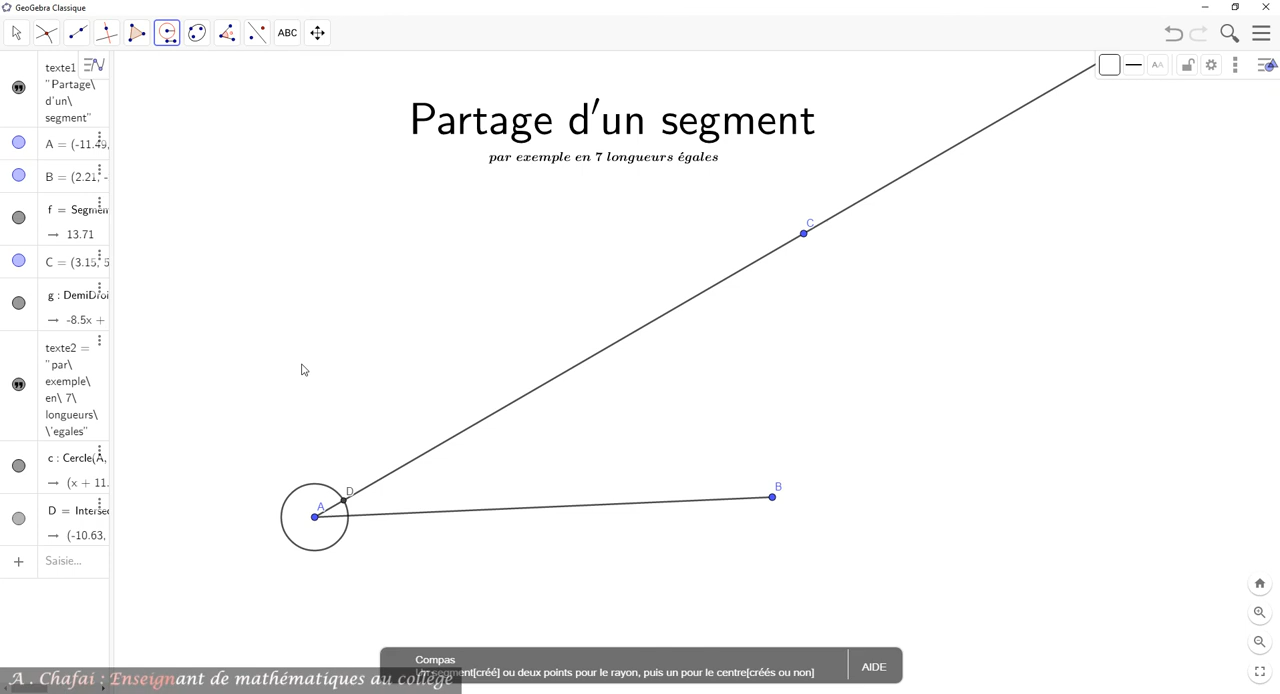 GeoGebra Classique
ABC
AA
texte1
"Partage\
d'un\
segment"
A = (-11.49,
B = (2.21, -
f = Segmen
→ 13.71
C = (3.15, 5
g : DemiDroi
→ -8.5x +
texte2 =
"par\
exemple\
en\ 7\
longueurs\
\'egales"
c : Cercle(A,
→ (x + 11.
D = Intersec
→ (-10.63,
Saisie...
Partage d'un segment
par exemple en 7 longueurs égales
C
D
A
B
Compas
segment[créé] ou deux points pour le rayon, puis un pour le centre[créés ou non]
AIDE
A . Chafai : Enseignant de mathématiques au collège